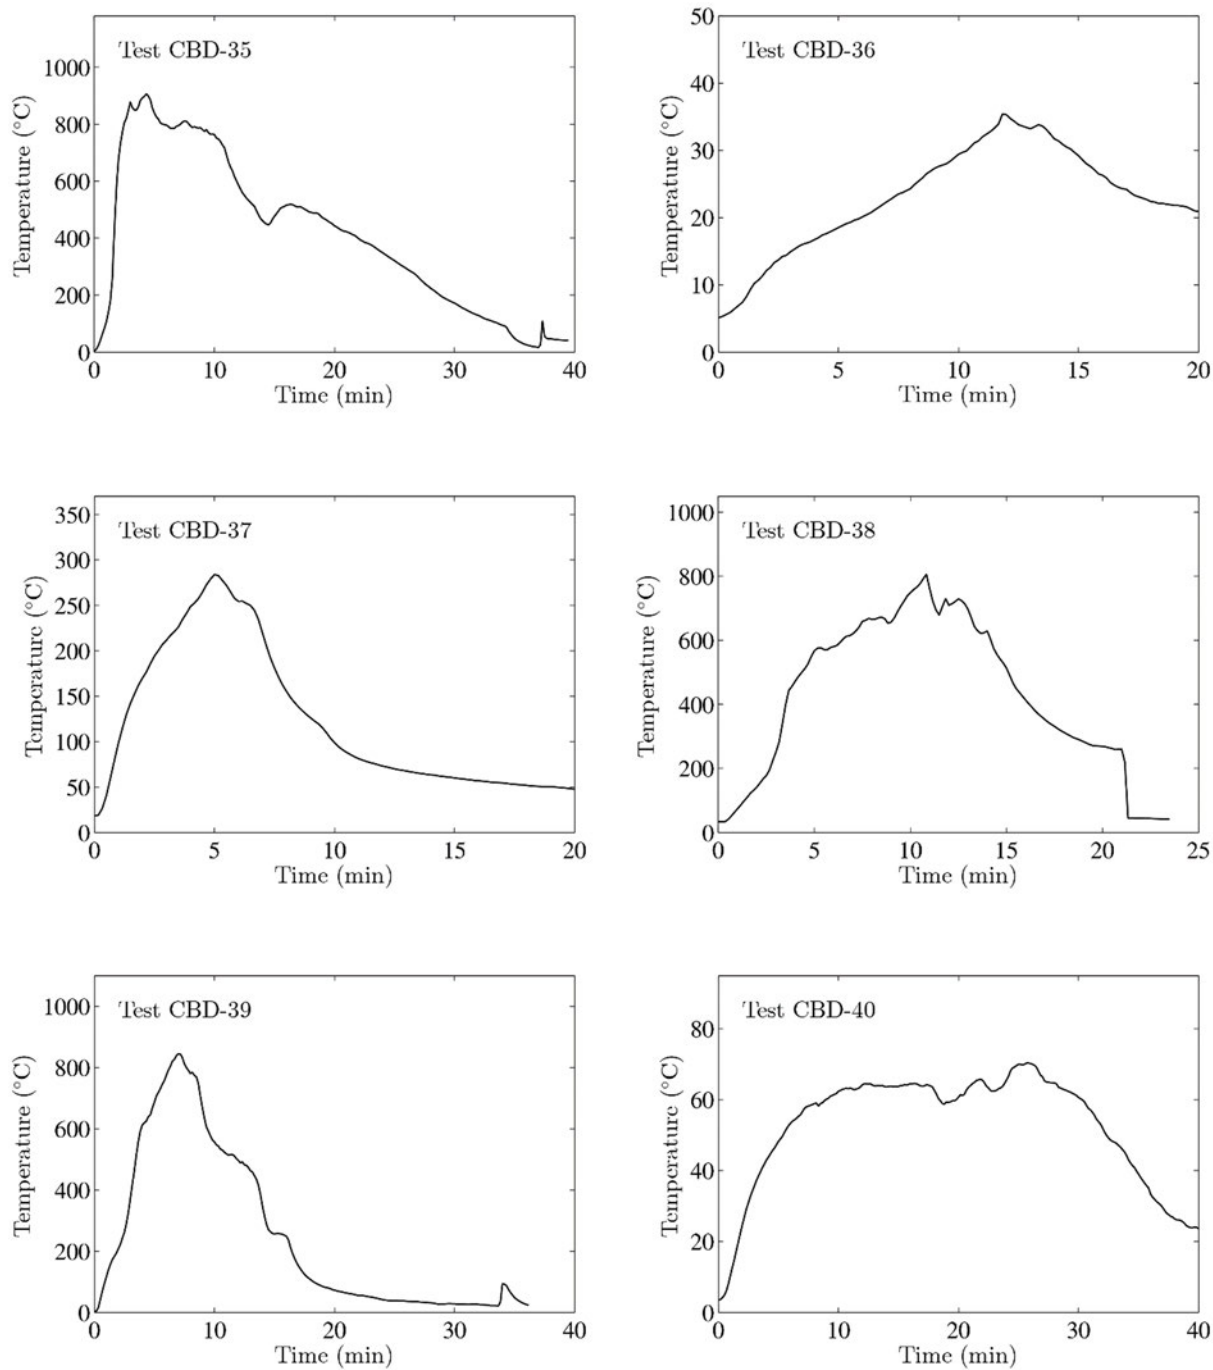 Test CBD-35
Temperature (°C)
1000
800
600
400
200
0
0 10 20 30 40
Time (min)
Test CBD-36
Temperature (°C)
50
40
30
20
10
0
0 5 10 15 20
Time (min)
Test CBD-37
Temperature (°C)
350
300
250
200
150
100
50
0
0 5 10 15 20
Time (min)
Test CBD-38
Temperature (°C)
1000
800
600
400
200
0
0 5 10 15 20 25
Time (min)
Test CBD-39
Temperature (°C)
1000
800
600
400
200
0
0 10 20 30 40
Time (min)
Test CBD-40
Temperature (°C)
80
60
40
20
0
0 10 20 30 40
Time (min)